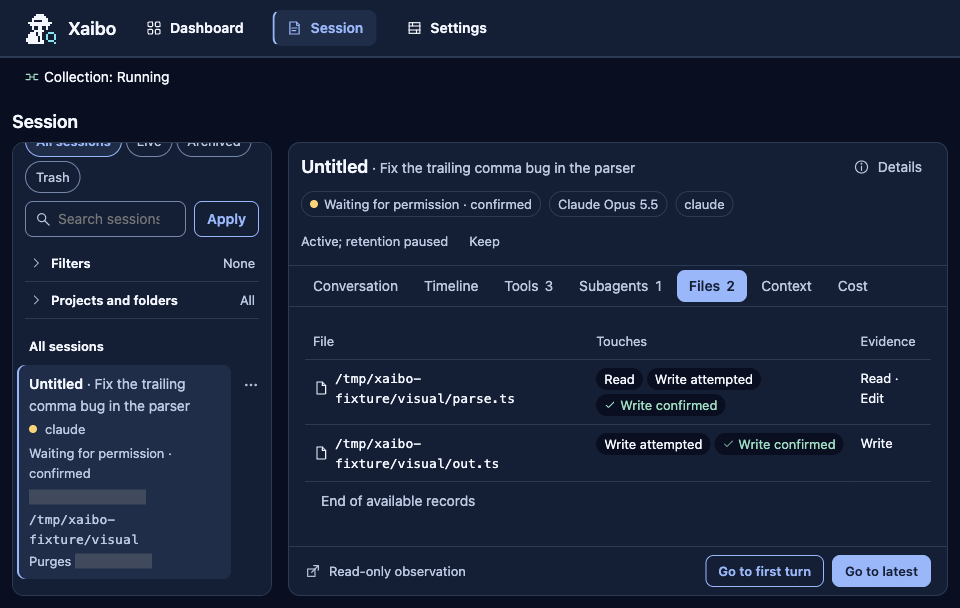 Xaibo
Dashboard
Session
Settings
Collection: Running
Session
All sessions
Live
Archived
Trash
Search sessions
Apply
Filters
None
Projects and folders
All
All sessions
Untitled · Fix the trailing
comma bug in the parser
claude
Waiting for permission ·
confirmed
/tmp/xaibo-
fixture/visual
Purges
Untitled · Fix the trailing comma bug in the parser
Details
Waiting for permission · confirmed
Claude Opus 5.5
claude
Active; retention paused
Keep
Conversation
Timeline
Tools 3
Subagents 1
Files 2
Context
Cost
File
Touches
Evidence
/tmp/xaibo-
fixture/visual/parse.ts
Read
Write attempted
Write confirmed
Read ·
Edit
/tmp/xaibo-
fixture/visual/out.ts
Write attempted
Write confirmed
Write
End of available records
Read-only observation
Go to first turn
Go to latest